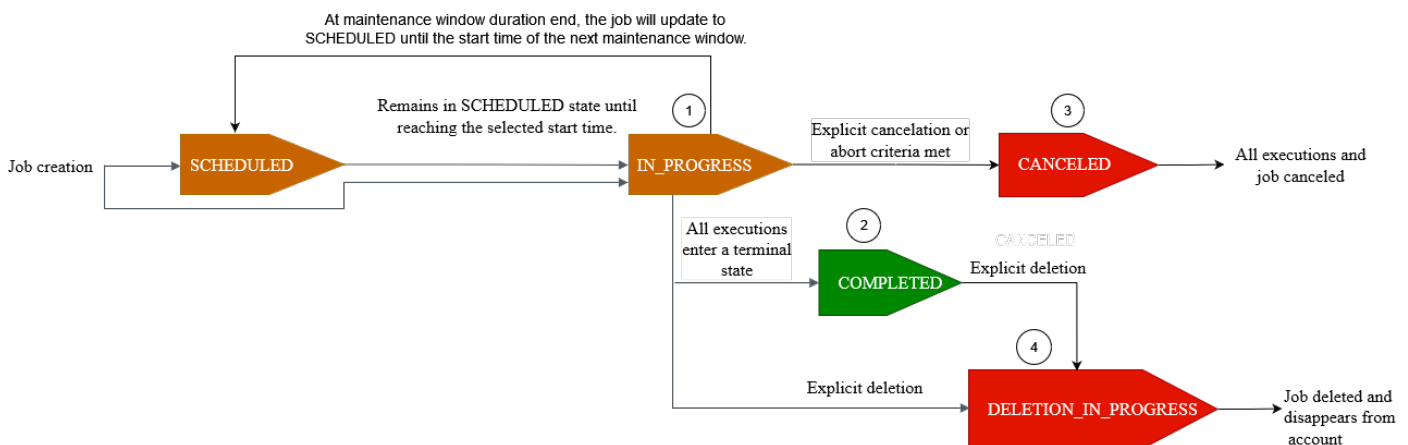 At maintenance window duration end, the job will update to
SCHEDULED until the start time of the next maintenance window.
Remains in SCHEDULED state until
reaching the selected start time.
1
3
Job creation
SCHEDULED
IN_PROGRESS
Explicit cancelation or
abort criteria met
CANCELED
All executions and
job canceled
All executions
enter a terminal
state
2
CANCELED
COMPLETED
Explicit deletion
4
Explicit deletion
DELETION_IN_PROGRESS
Job deleted and
disappears from
account